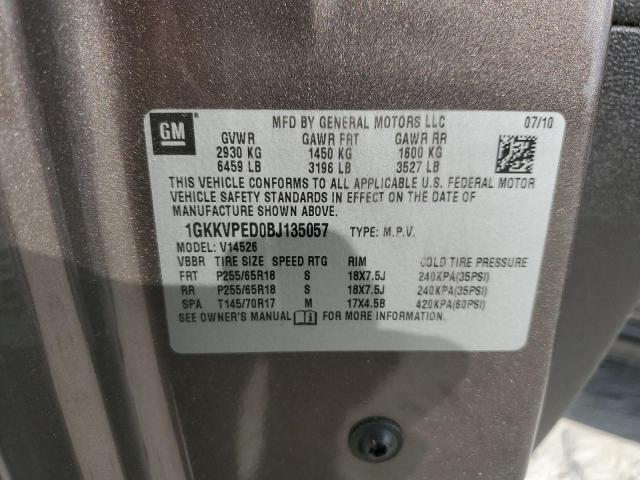 GM
MFD BY GENERAL MOTORS LLC 07/10
GVWR GAWR FRT GAWR RR
2930 KG 1450 KG 1600 KG
6459 LB 3196 LB 3527 LB
THIS VEHICLE CONFORMS TO ALL APPLICABLE U.S. FEDERAL MOTOR
VEHICLE SAFETY STANDARDS IN EFFECT ON THE DATE OF
MANUFACTURE SHOWN ABOVE.
1GKKVPED0BJ135057 TYPE: M.P.V.
MODEL: V14526
VBBR TIRE SIZE SPEED RTG RIM COLD TIRE PRESSURE
FRT P255/65R18 S 18X7.5J 240KPA(35PSI)
RR P255/65R18 S 18X7.5J 240KPA(35PSI)
SPA T145/70R17 M 17X4.5B 420KPA(60PSI)
SEE OWNER'S MANUAL FOR MORE INFORMATION.